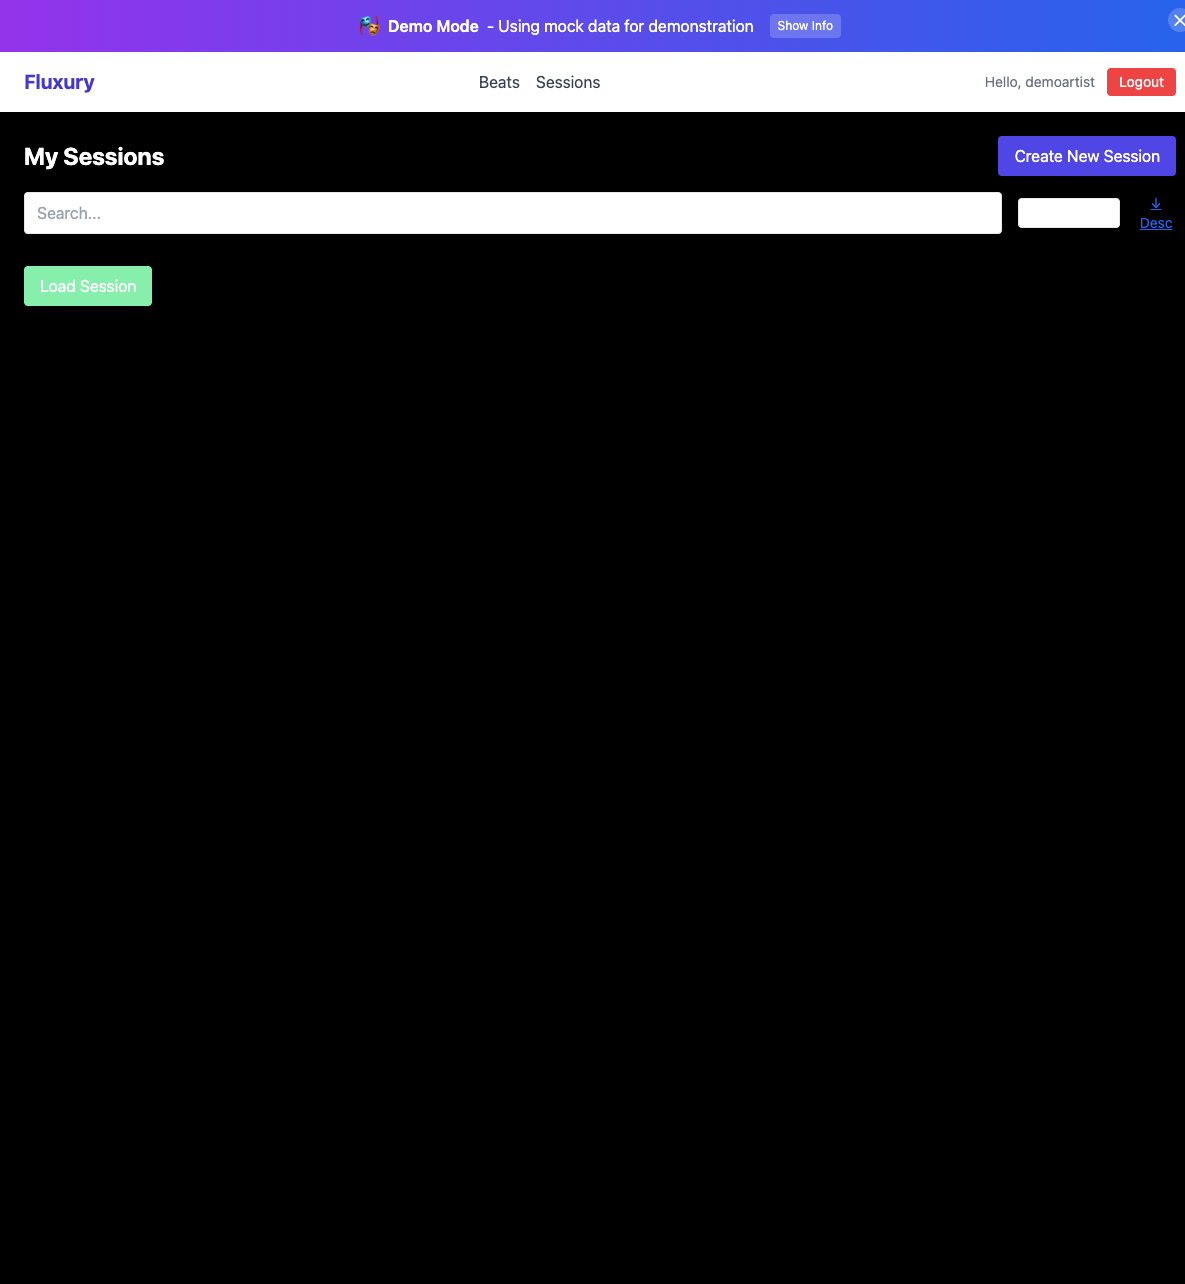 Demo Mode - Using mock data for demonstration Show Info
Fluxury Beats Sessions Hello, demoartist Logout
My Sessions Create New Session
Search...
Desc
Load Session